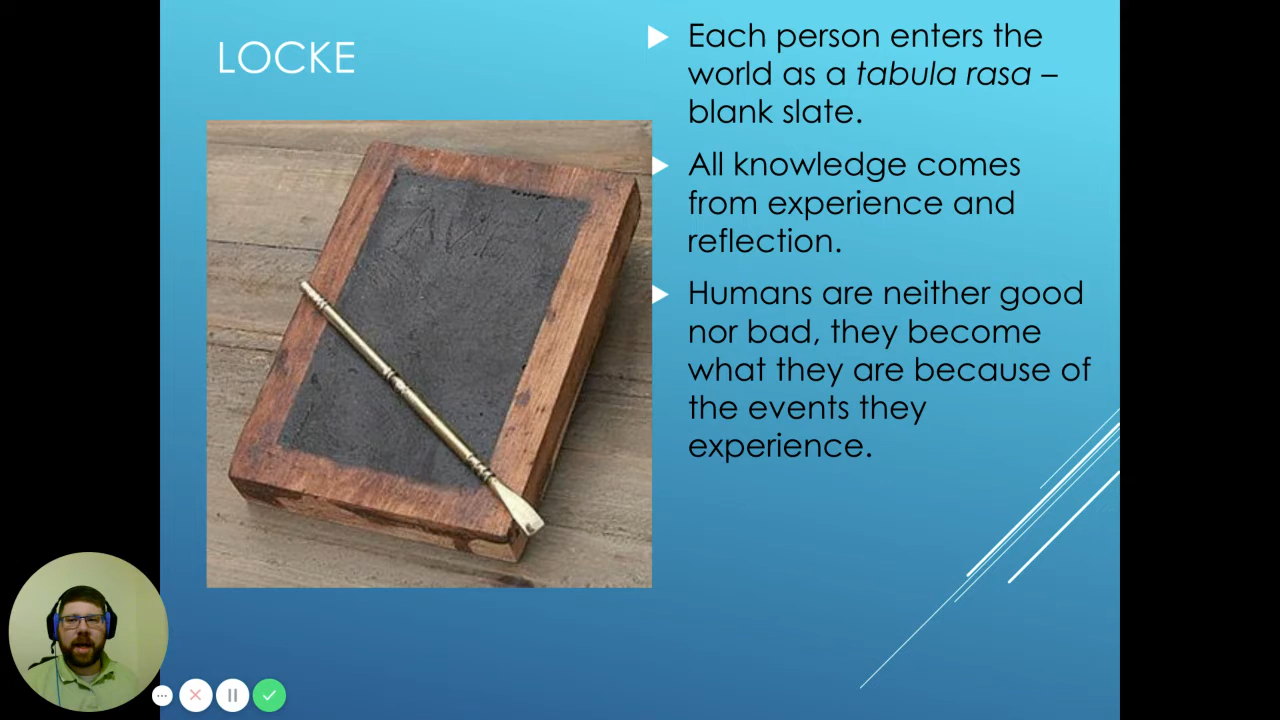 LOCKE
Each person enters the
world as a tabula rasa –
blank slate.
All knowledge comes
from experience and
reflection.
Humans are neither good
nor bad, they become
what they are because of
the events they
experience.
AVE